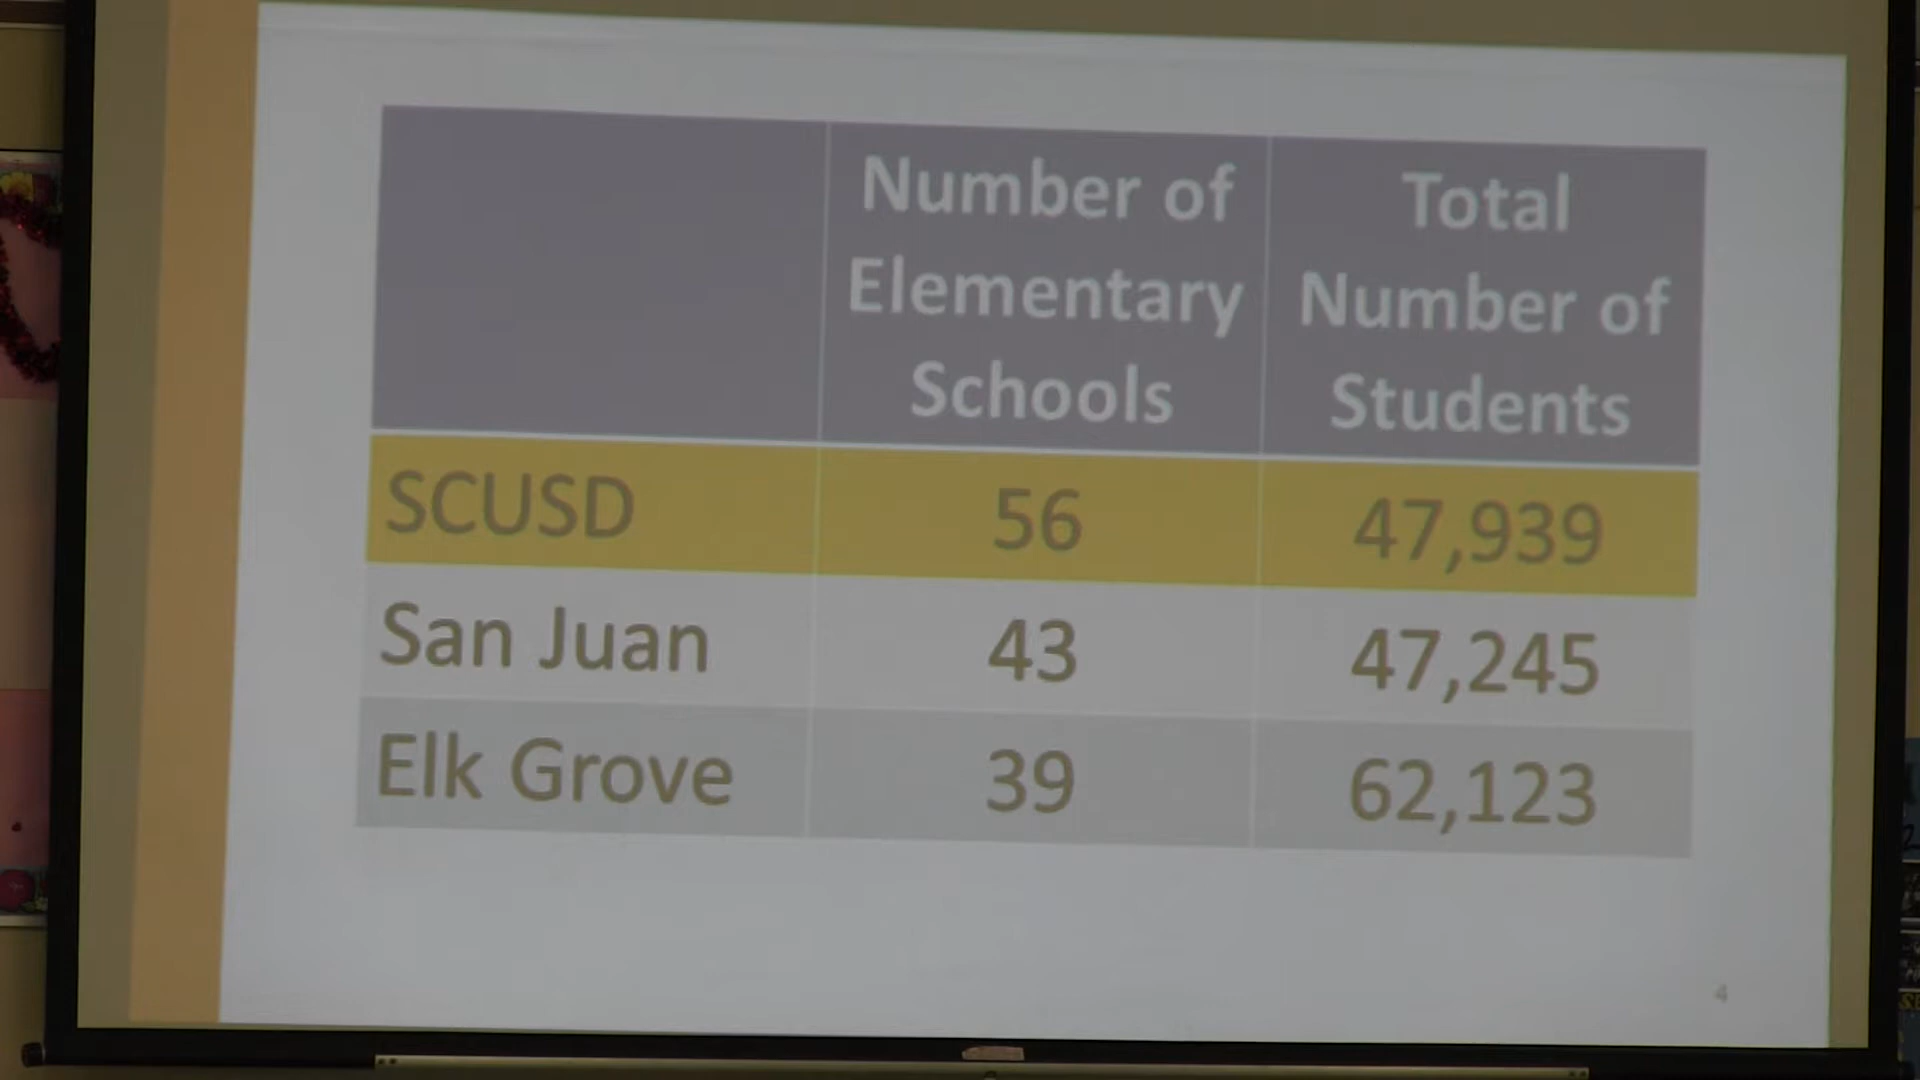 Number of
Elementary
Schools
Total
Number of
Students
SCUSD 56 47,939
San Juan 43 47,245
Elk Grove 39 62,123
4